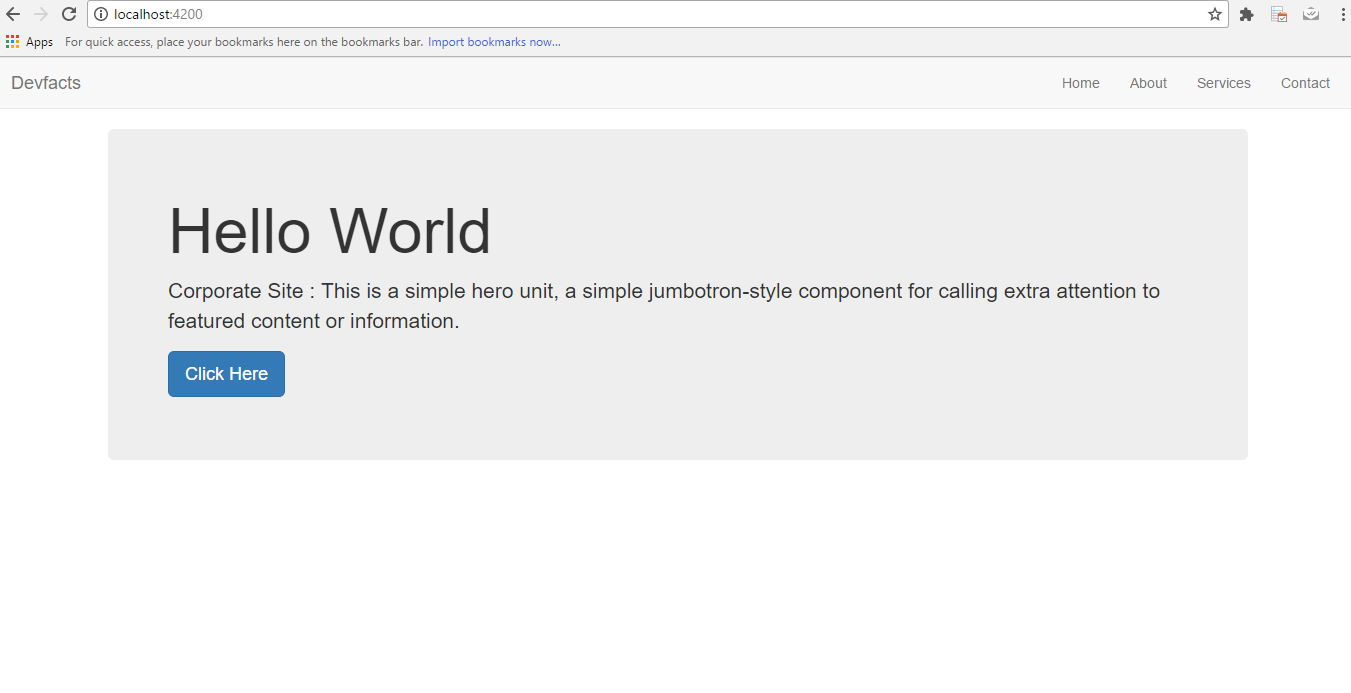 localhost:4200
Apps For quick access, place your bookmarks here on the bookmarks bar. Import bookmarks now...
Devfacts Home About Services Contact
Hello World
Corporate Site : This is a simple hero unit, a simple jumbotron-style component for calling extra attention to
featured content or information.
Click Here